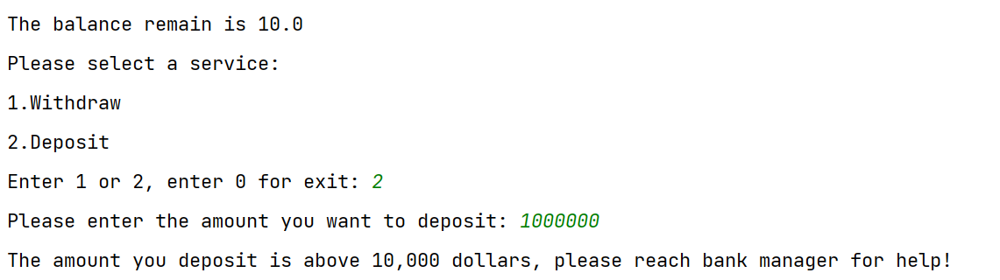 The balance remain is 10.0
Please select a service:
1.Withdraw
2.Deposit
Enter 1 or 2, enter 0 for exit: 2
Please enter the amount you want to deposit: 1000000
The amount you deposit is above 10,000 dollars, please reach bank manager for help!